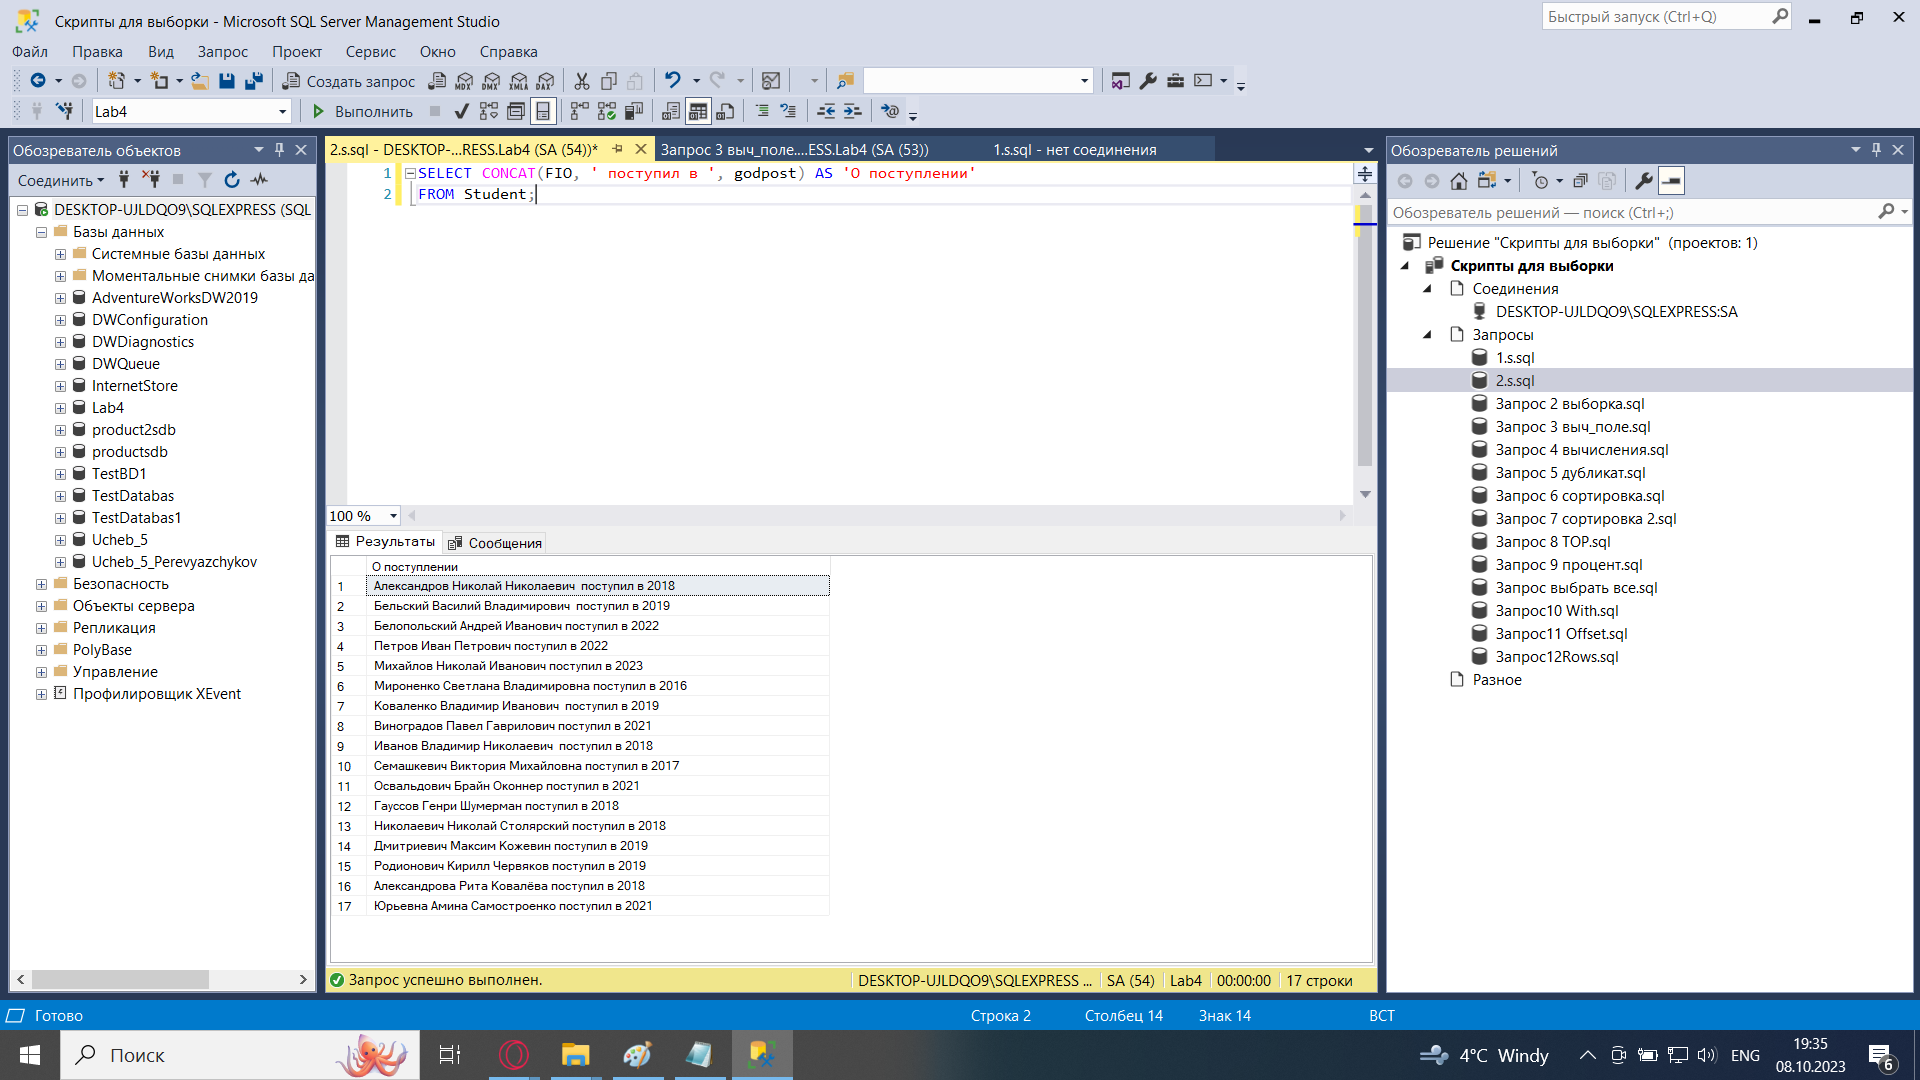 Скрипты для выборки - Microsoft SQL Server Management Studio
Быстрый запуск (Ctrl+Q)
Файл Правка Вид Запрос Проект Сервис Окно Справка
Создать запрос MDX DMX XMLA DAX
Lab4 Выполнить
Обозреватель объектов
Соединить
DESKTOP-UJLDQO9\SQLEXPRESS (SQL
Базы данных
Системные базы данных
Моментальные снимки базы да
AdventureWorksDW2019
DWConfiguration
DWDiagnostics
DWQueue
InternetStore
Lab4
product2sdb
productsdb
TestBD1
TestDatabas
TestDatabas1
Ucheb_5
Ucheb_5_Perevyazchykov
Безопасность
Объекты сервера
Репликация
PolyBase
Управление
Профилировщик XEvent
2.s.sql - DESKTOP-...RESS.Lab4 (SA (54))* Запрос 3 выч_поле....ESS.Lab4 (SA (53)) 1.s.sql - нет соединения
1 SELECT CONCAT(FIO, ' поступил в ', godpost) AS 'О поступлении'
2 FROM Student;
100 %
Результаты Сообщения
О поступлении
1 Александров Николай Николаевич поступил в 2018
2 Бельский Василий Владимирович поступил в 2019
3 Белопольский Андрей Иванович поступил в 2022
4 Петров Иван Петрович поступил в 2022
5 Михайлов Николай Иванович поступил в 2023
6 Мироненко Светлана Владимировна поступил в 2016
7 Коваленко Владимир Иванович поступил в 2019
8 Виноградов Павел Гаврилович поступил в 2021
9 Иванов Владимир Николаевич поступил в 2018
10 Семашкевич Виктория Михайловна поступил в 2017
11 Освальдович Брайн Оконнер поступил в 2021
12 Гауссов Генри Шумерман поступил в 2018
13 Николаевич Николай Столярский поступил в 2018
14 Дмитриевич Максим Кожевин поступил в 2019
15 Родионович Кирилл Червяков поступил в 2019
16 Александрова Рита Ковалёва поступил в 2018
17 Юрьевна Амина Самостроенко поступил в 2021
Запрос успешно выполнен. DESKTOP-UJLDQO9\SQLEXPRESS ... SA (54) Lab4 00:00:00 17 строки
Обозреватель решений
Обозреватель решений — поиск (Ctrl+;)
Решение "Скрипты для выборки" (проектов: 1)
Скрипты для выборки
Соединения
DESKTOP-UJLDQO9\SQLEXPRESS:SA
Запросы
1.s.sql
2.s.sql
Запрос 2 выборка.sql
Запрос 3 выч_поле.sql
Запрос 4 вычисления.sql
Запрос 5 дубликат.sql
Запрос 6 сортировка.sql
Запрос 7 сортировка 2.sql
Запрос 8 TOP.sql
Запрос 9 процент.sql
Запрос выбрать все.sql
Запрос10 With.sql
Запрос11 Offset.sql
Запрос12Rows.sql
Разное
Готово Строка 2 Столбец 14 Знак 14 ВСТ
Поиск
4°C Windy ENG
19:35
08.10.2023
6